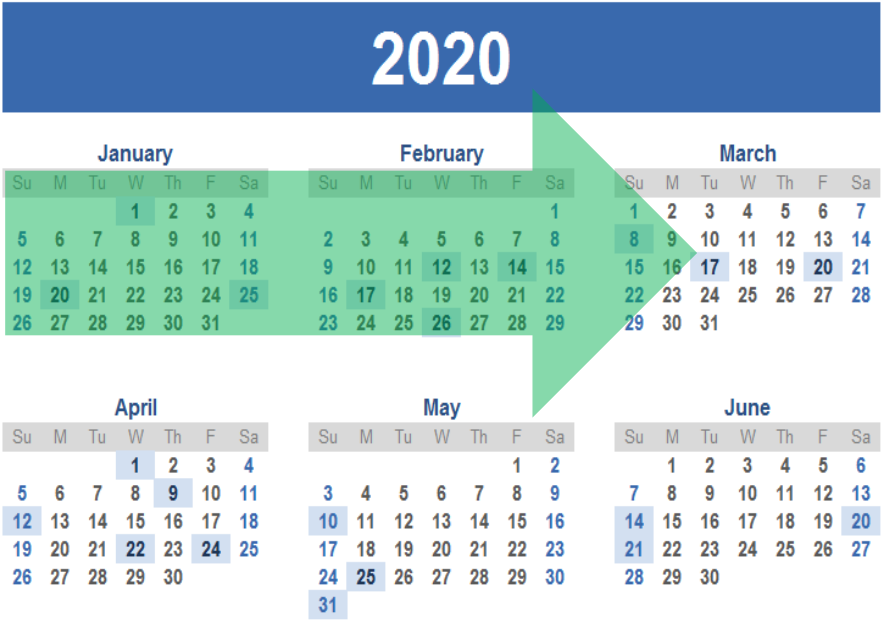 2020
January February March
Su M Tu W Th F Sa Su M Tu W Th F Sa Su M Tu W Th F Sa
1 2 3 4 1 1 2 3 4 5 6 7
5 6 7 8 9 10 11 2 3 4 5 6 7 8 8 9 10 11 12 13 14
12 13 14 15 16 17 18 9 10 11 12 13 14 15 15 16 17 18 19 20 21
19 20 21 22 23 24 25 16 17 18 19 20 21 22 22 23 24 25 26 27 28
26 27 28 29 30 31 23 24 25 26 27 28 29 29 30 31
April May June
Su M Tu W Th F Sa Su M Tu W Th F Sa Su M Tu W Th F Sa
1 2 3 4 1 2 1 2 3 4 5 6
5 6 7 8 9 10 11 3 4 5 6 7 8 9 7 8 9 10 11 12 13
12 13 14 15 16 17 18 10 11 12 13 14 15 16 14 15 16 17 18 19 20
19 20 21 22 23 24 25 17 18 19 20 21 22 23 21 22 23 24 25 26 27
26 27 28 29 30 24 25 26 27 28 29 30 28 29 30
31